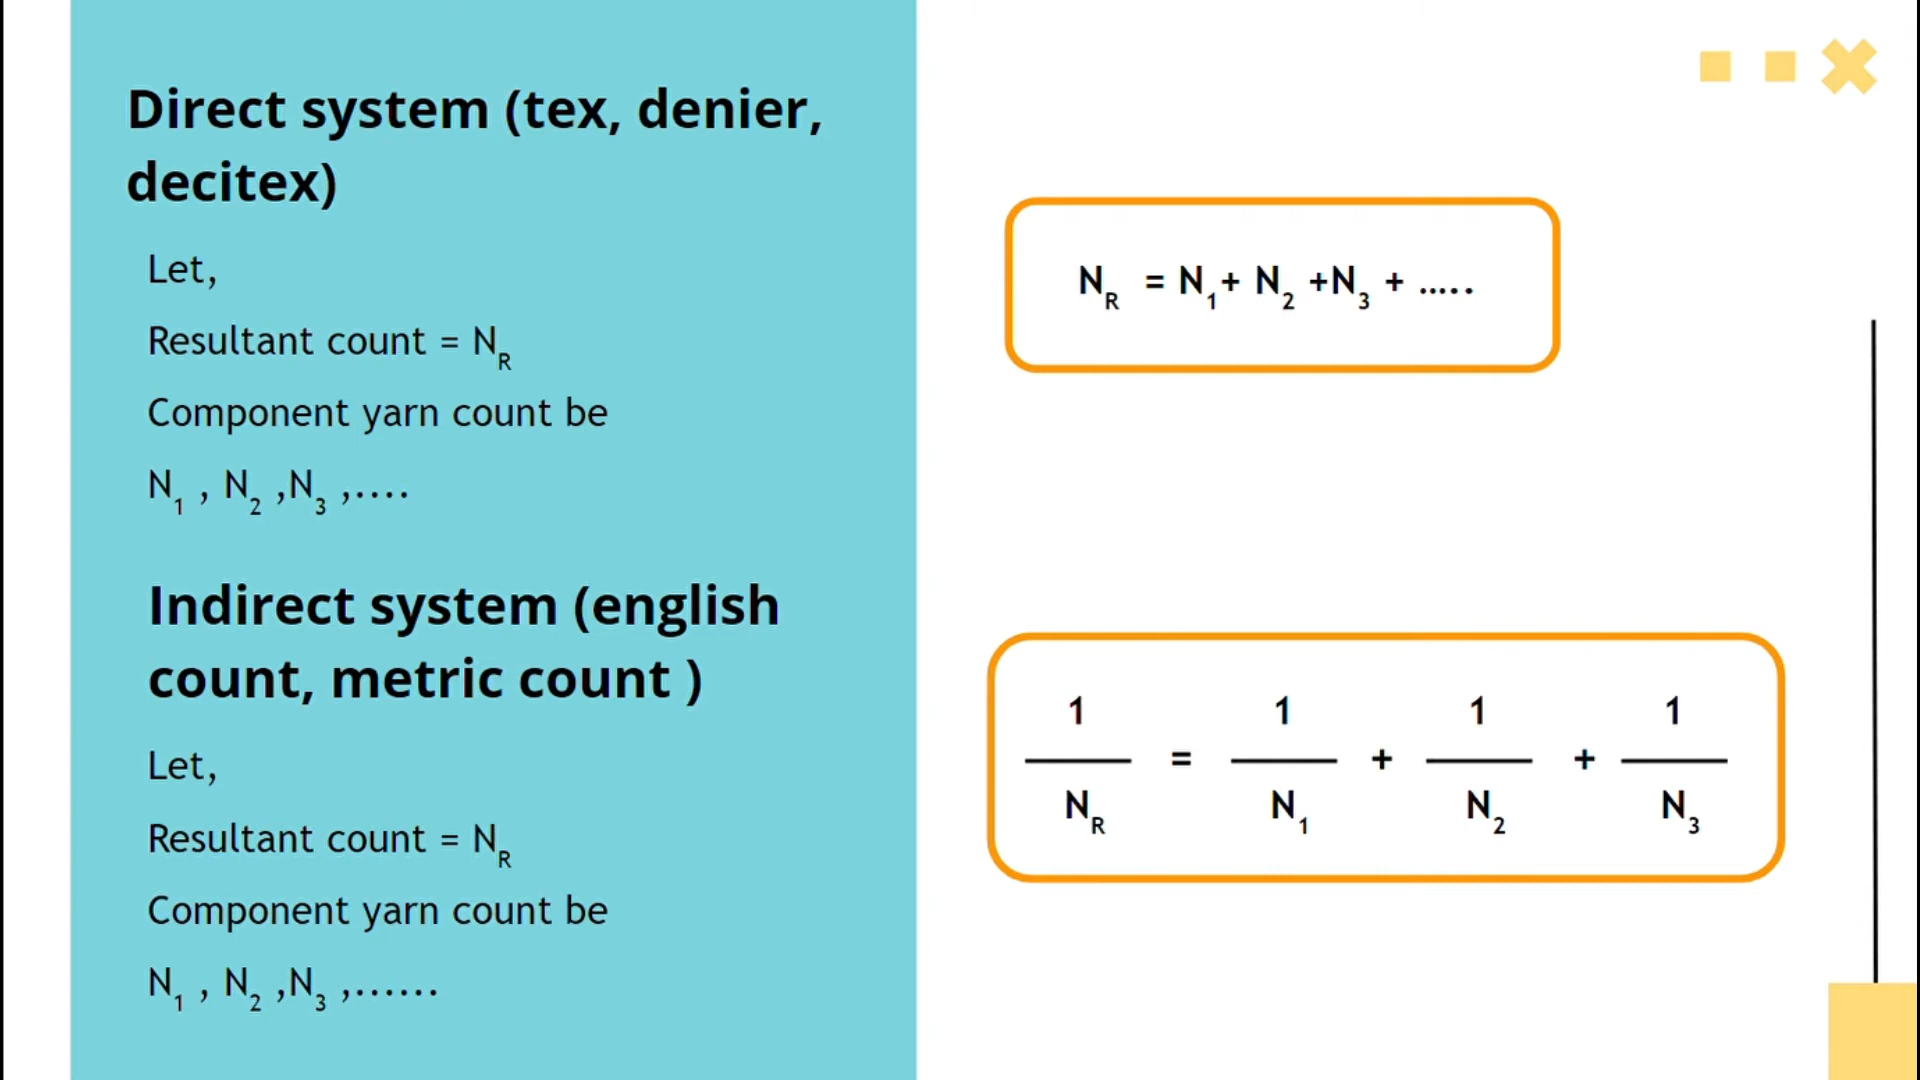 Direct system (tex, denier,
decitex)
Let,
Resultant count = N_R
Component yarn count be
N_1 , N_2 ,N_3 ,....
Indirect system (english
count, metric count )
Let,
Resultant count = N_R
Component yarn count be
N_1 , N_2 ,N_3 ,......
N_R = N_1+ N_2 +N_3 + .....
1 1 1 1
= + +
N_R N_1 N_2 N_3